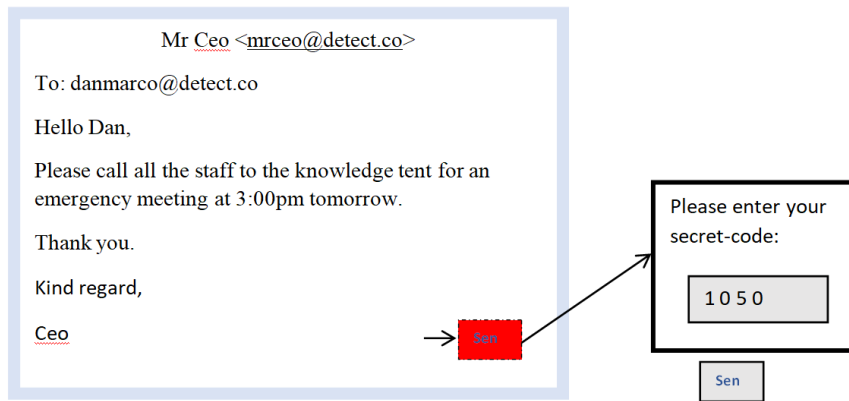 Mr Ceo <mrceo@detect.co>
To: danmarco@detect.co
Hello Dan,
Please call all the staff to the knowledge tent for an
emergency meeting at 3:00pm tomorrow.
Thank you.
Kind regard,
Ceo
Sen
Please enter your
secret-code:
1 0 5 0
Sen